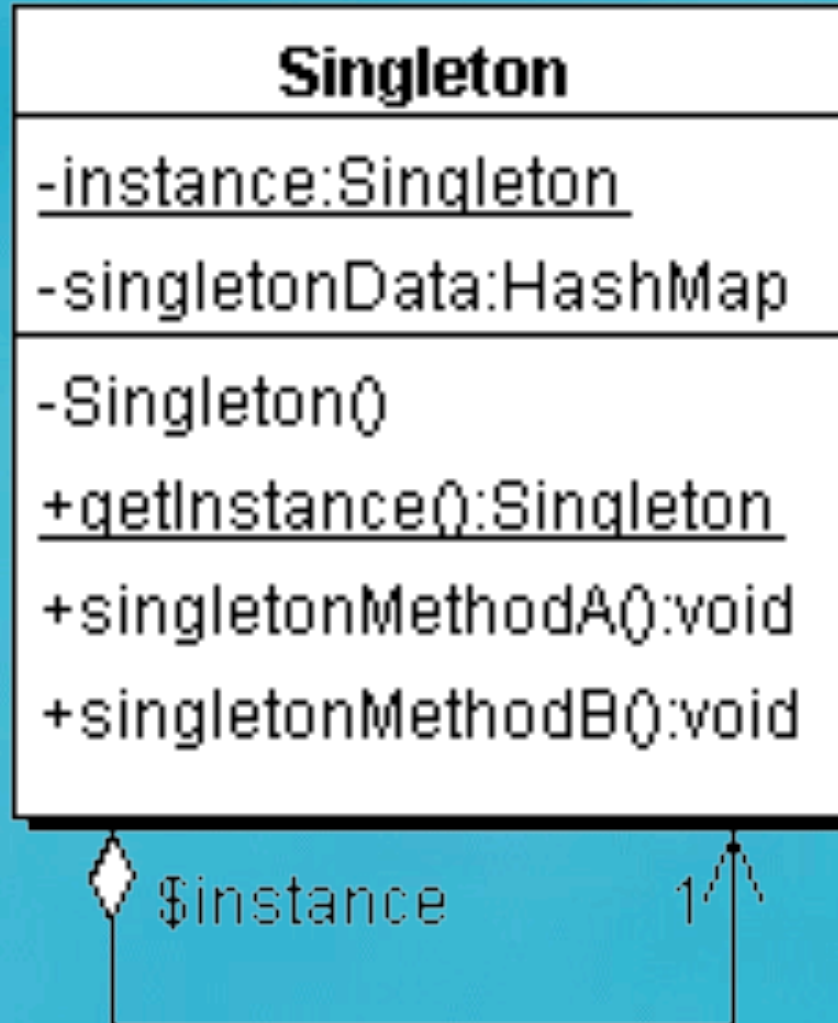 Singleton
-instance:Singleton
-singletonData:HashMap
-Singleton()
+getInstance():Singleton
+singletonMethodA():void
+singletonMethodB():void
$instance 1